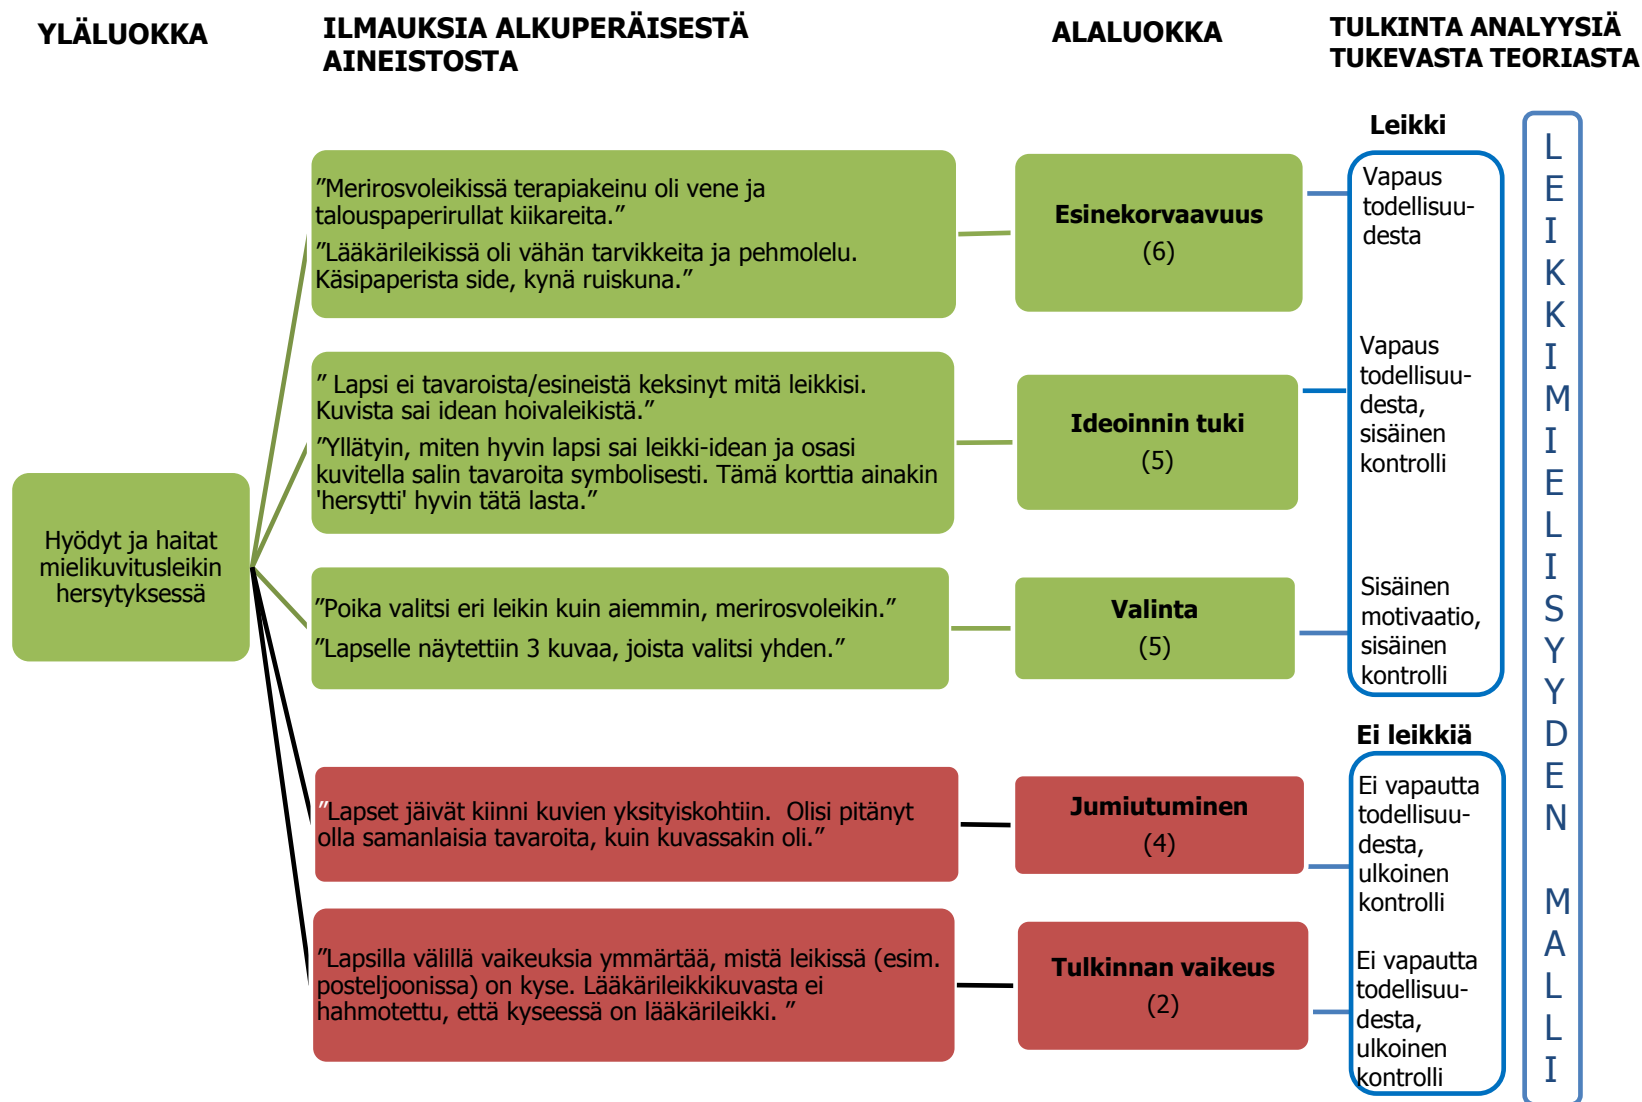 YLÄLUOKKA
ILMAUKSIA ALKUPERÄISESTÄ
AINEISTOSTA
ALALUOKKA
TULKINTA ANALYYSIÄ
TUKEVASTA TEORIASTA
Hyödyt ja haitat
mielikuvitusleikin
hersytyksessä
”Merirosvoleikissä terapiakeinu oli vene ja
talouspaperirullat kiikareita.”
”Lääkärileikissä oli vähän tarvikkeita ja pehmolelu.
Käsipaperista side, kynä ruiskuna.”
Esinekorvaavuus
(6)
Leikki
Vapaus
todellisuu-
desta
” Lapsi ei tavaroista/esineistä keksinyt mitä leikkisi.
Kuvista sai idean hoivaleikistä.”
”Yllätyin, miten hyvin lapsi sai leikki-idean ja osasi
kuvitella salin tavaroita symbolisesti. Tämä korttia ainakin
'hersytti' hyvin tätä lasta.”
Ideoinnin tuki
(5)
Vapaus
todellisuu-
desta,
sisäinen
kontrolli
”Poika valitsi eri leikin kuin aiemmin, merirosvoleikin.”
”Lapselle näytettiin 3 kuvaa, joista valitsi yhden.”
Valinta
(5)
Sisäinen
motivaatio,
sisäinen
kontrolli
”Lapset jäivät kiinni kuvien yksityiskohtiin.  Olisi pitänyt
olla samanlaisia tavaroita, kuin kuvassakin oli.”
Jumiutuminen
(4)
Ei leikkiä
Ei vapautta
todellisuu-
desta,
ulkoinen
kontrolli
”Lapsilla välillä vaikeuksia ymmärtää, mistä leikissä (esim.
posteljoonissa) on kyse. Lääkärileikkikuvasta ei
hahmotettu, että kyseessä on lääkärileikki. ”
Tulkinnan vaikeus
(2)
Ei vapautta
todellisuu-
desta,
ulkoinen
kontrolli
LEIKKIMIELISYYDEN MALLI